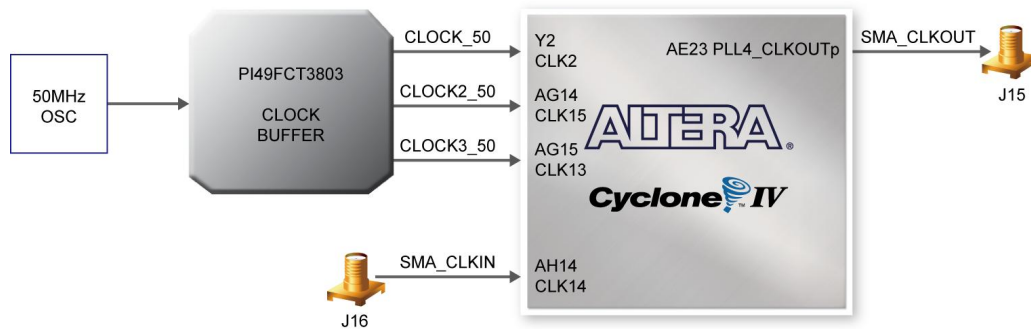 50MHz
OSC
PI49FCT3803
CLOCK
BUFFER
CLOCK_50
CLOCK2_50
CLOCK3_50
SMA_CLKIN
J16
Y2
CLK2
AG14
CLK15
AG15
CLK13
AH14
CLK14
AE23 PLL4_CLKOUTp
ALTERA®
Cyclone™ IV
SMA_CLKOUT
J15